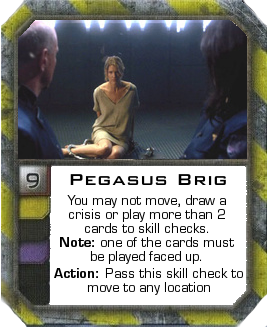 9
PEGASUS BRIG
You may not move, draw a
crisis or play more than 2
cards to skill checks.
Note: one of the cards must
be played faced up.
Action: Pass this skill check to
move to any location